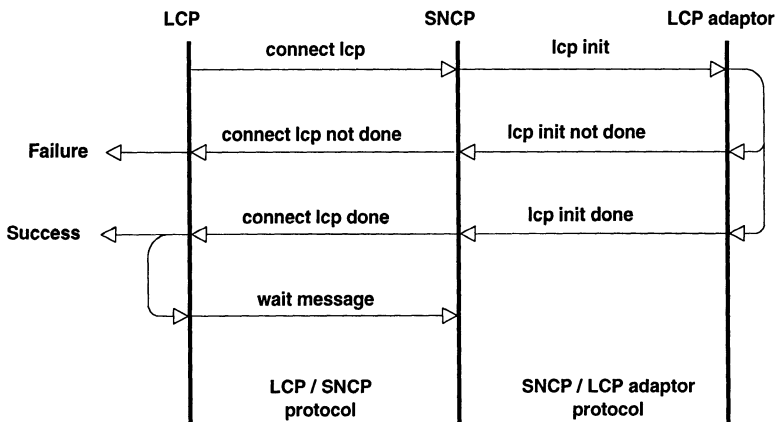 LCP
SNCP
LCP adaptor
connect lcp
lcp init
Failure
connect lcp not done
lcp init not done
Success
connect lcp done
lcp init done
wait message
LCP / SNCP
protocol
SNCP / LCP adaptor
protocol